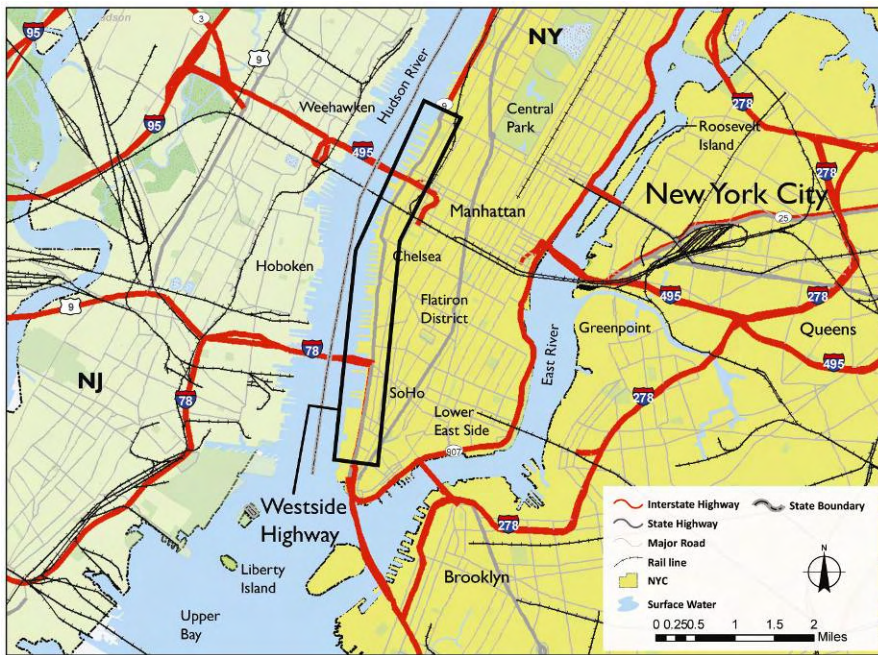 95
3
9
NY
Weehawken
Hudson River
9
Central
Park
278
95
495
Roosevelt
Island
278
New York City
Manhattan
25
Hoboken
Chelsea
9
Flatiron
District
495
278
Greenpoint
Queens
78
East River
495
NJ
78
SoHo
278
Lower
East Side
907
Westside
Highway
278
Liberty
Island
Brooklyn
Upper
Bay
Interstate Highway
State Boundary
State Highway
Major Road
Rail line
NYC
Surface Water
N
0 0.25 0.5 1 1.5 2
Miles